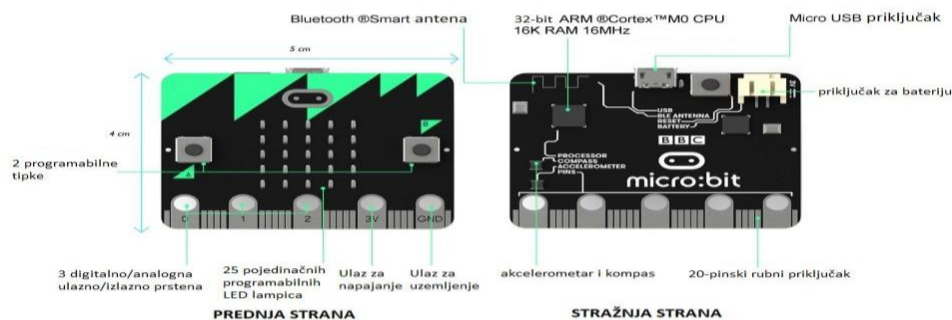 Bluetooth ®Smart antena
32-bit ARM ®Cortex™M0 CPU
16K RAM 16MHz
Micro USB priključak
5 cm
4 cm
priključak za bateriju
2 programabilne
tipke
A
B
USB
BLE ANTENNA
RESET
BATTERY
BBC
micro:bit
PROCESSOR
COMPASS
ACCELEROMETER
PINS
0
1
2
3V
GND
3 digitalno/analogna
ulazno/izlazno prstena
25 pojedinačnih
programabilnih
LED lampica
Ulaz za
napajanje
Ulaz za
uzemljenje
akcelerometar i kompas
20-pinski rubni priključak
PREDNJA STRANA
STRAŽNJA STRANA